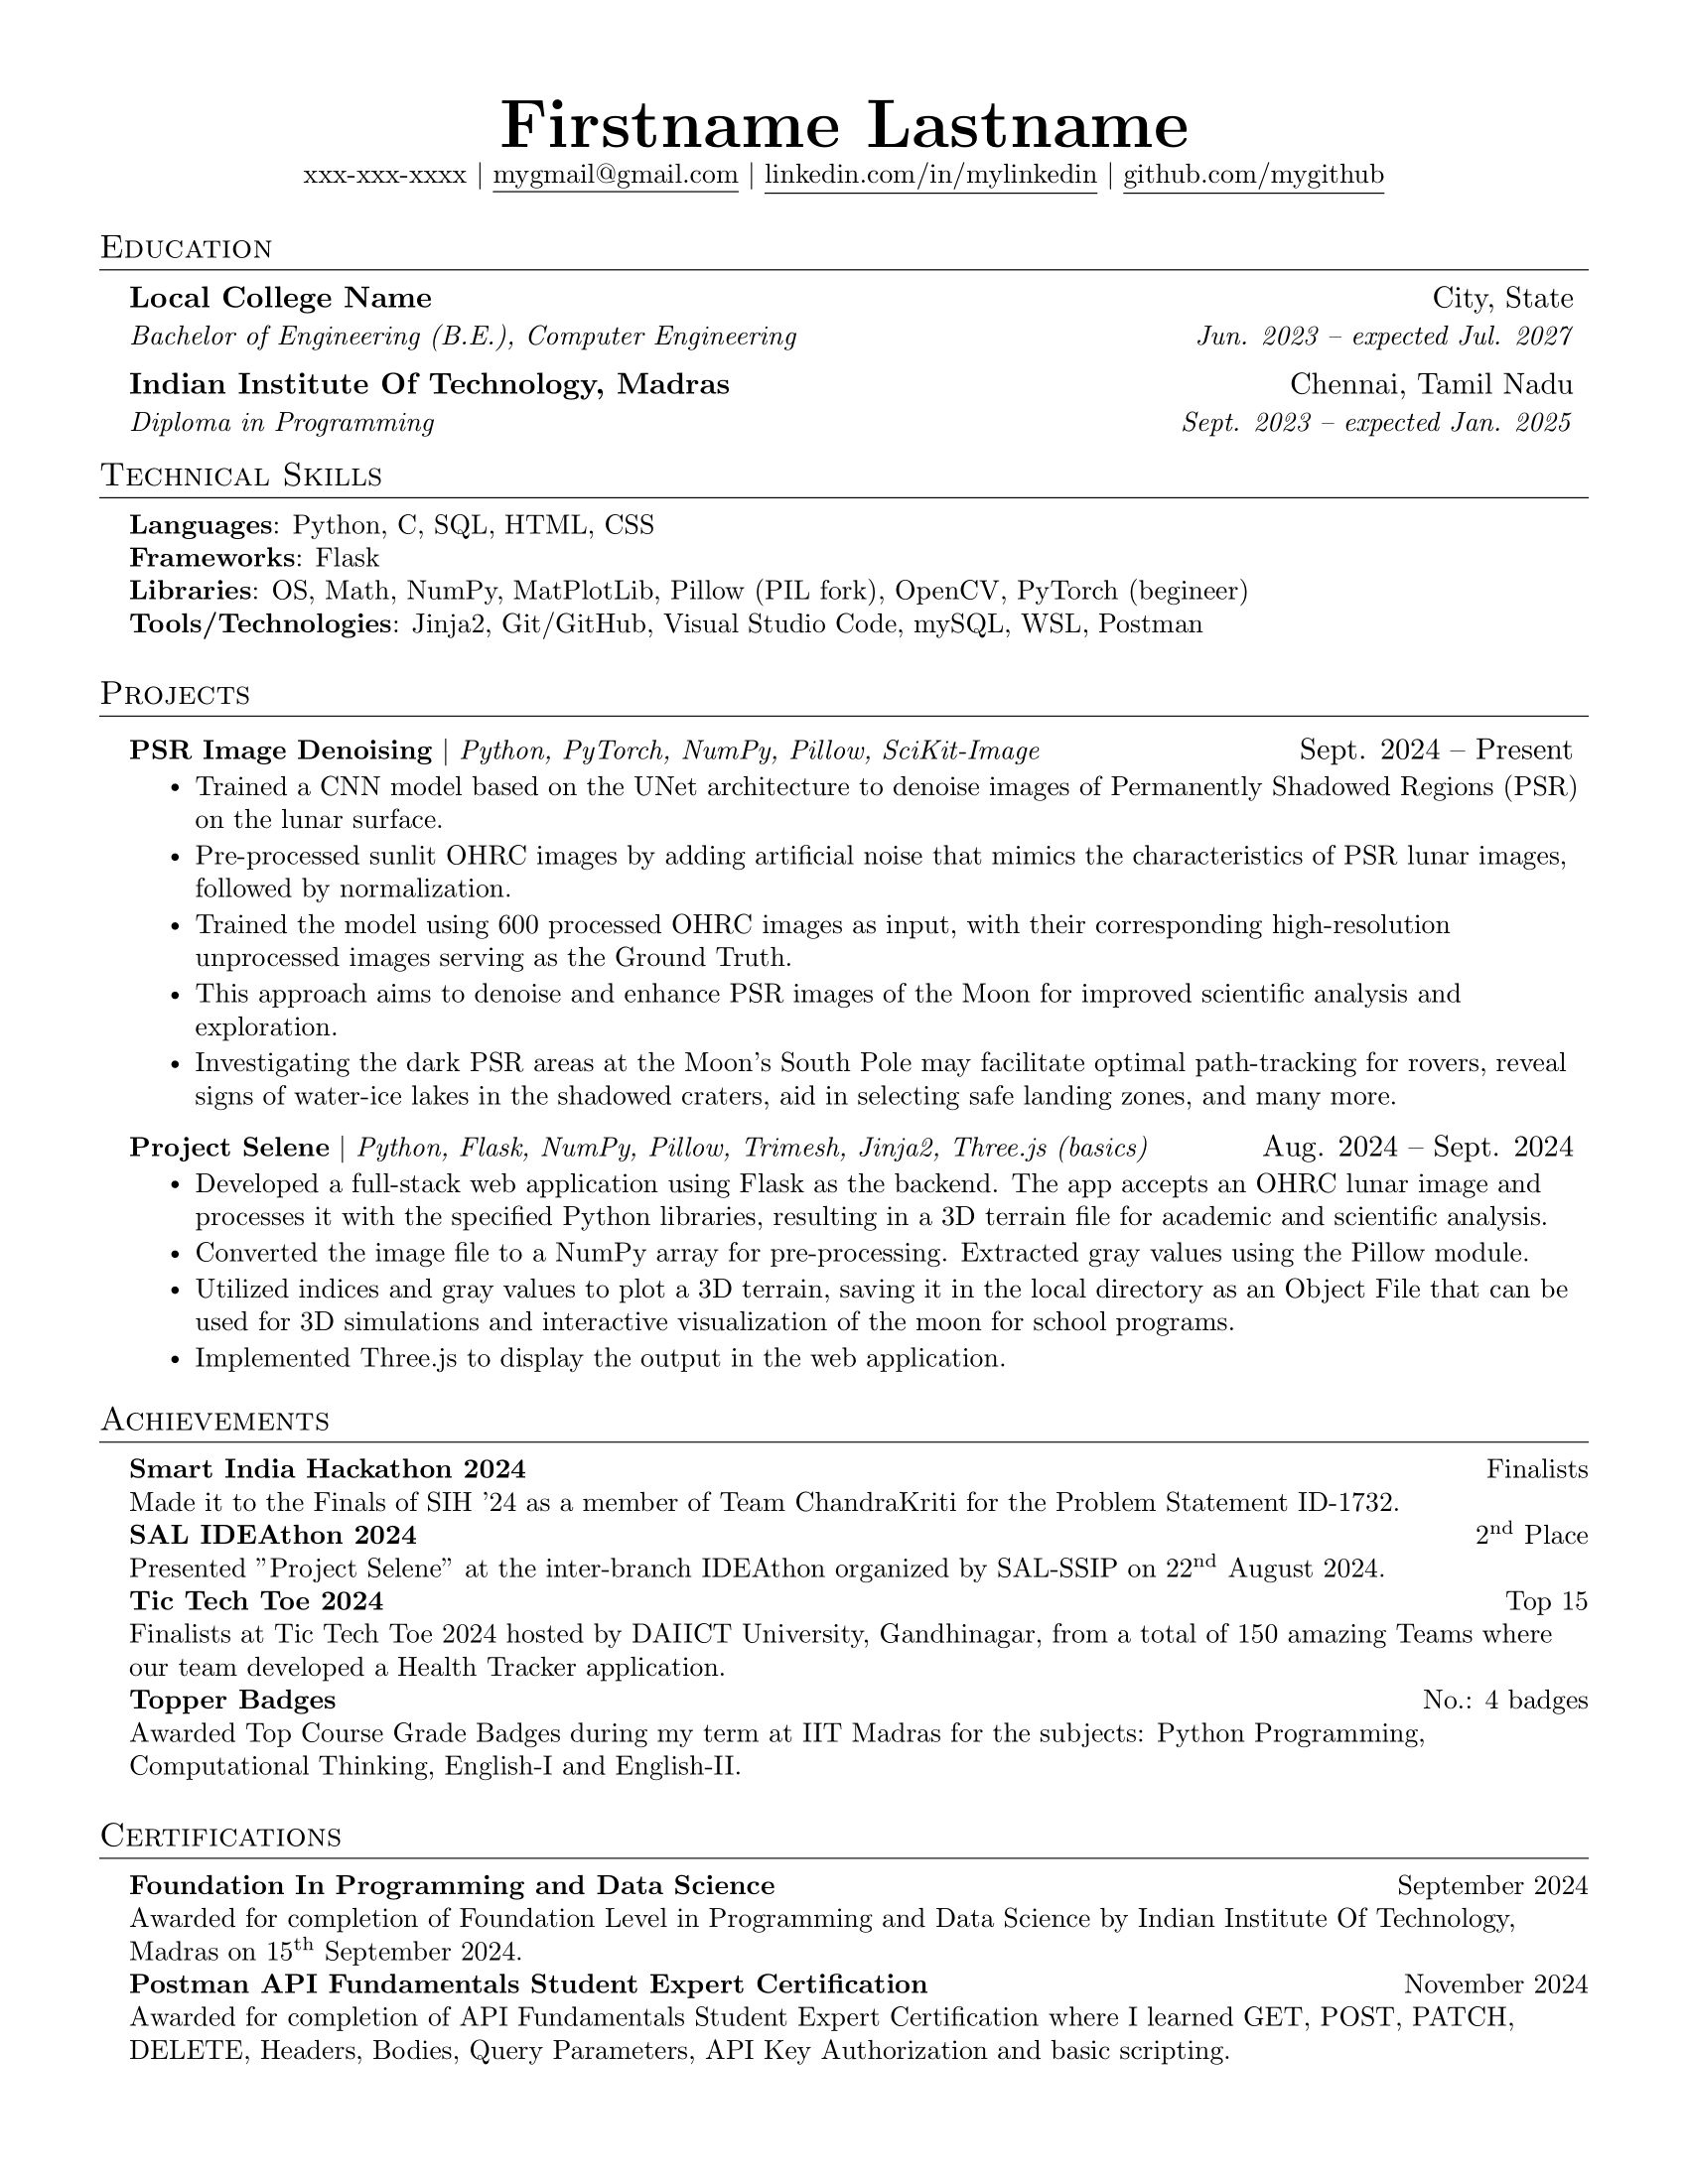 Firstname Lastname
xxx-xxx-xxxx | mygmail@gmail.com | linkedin.com/in/mylinkedin | github.com/mygithub
Education
Local College Name City, State
Bachelor of Engineering (B.E.), Computer Engineering Jun. 2023 – expected Jul. 2027
Indian Institute Of Technology, Madras Chennai, Tamil Nadu
Diploma in Programming Sept. 2023 – expected Jan. 2025
Technical Skills
Languages: Python, C, SQL, HTML, CSS
Frameworks: Flask
Libraries: OS, Math, NumPy, MatPlotLib, Pillow (PIL fork), OpenCV, PyTorch (begineer)
Tools/Technologies: Jinja2, Git/GitHub, Visual Studio Code, mySQL, WSL, Postman
Projects
PSR Image Denoising | Python, PyTorch, NumPy, Pillow, SciKit-Image Sept. 2024 – Present
• Trained a CNN model based on the UNet architecture to denoise images of Permanently Shadowed Regions (PSR)
on the lunar surface.
• Pre-processed sunlit OHRC images by adding artificial noise that mimics the characteristics of PSR lunar images,
followed by normalization.
• Trained the model using 600 processed OHRC images as input, with their corresponding high-resolution
unprocessed images serving as the Ground Truth.
• This approach aims to denoise and enhance PSR images of the Moon for improved scientific analysis and
exploration.
• Investigating the dark PSR areas at the Moon's South Pole may facilitate optimal path-tracking for rovers, reveal
signs of water-ice lakes in the shadowed craters, aid in selecting safe landing zones, and many more.
Project Selene | Python, Flask, NumPy, Pillow, Trimesh, Jinja2, Three.js (basics) Aug. 2024 – Sept. 2024
• Developed a full-stack web application using Flask as the backend. The app accepts an OHRC lunar image and
processes it with the specified Python libraries, resulting in a 3D terrain file for academic and scientific analysis.
• Converted the image file to a NumPy array for pre-processing. Extracted gray values using the Pillow module.
• Utilized indices and gray values to plot a 3D terrain, saving it in the local directory as an Object File that can be
used for 3D simulations and interactive visualization of the moon for school programs.
• Implemented Three.js to display the output in the web application.
Achievements
Smart India Hackathon 2024 Finalists
Made it to the Finals of SIH '24 as a member of Team ChandraKriti for the Problem Statement ID-1732.
SAL IDEAthon 2024 2nd Place
Presented ”Project Selene” at the inter-branch IDEAthon organized by SAL-SSIP on 22nd August 2024.
Tic Tech Toe 2024 Top 15
Finalists at Tic Tech Toe 2024 hosted by DAIICT University, Gandhinagar, from a total of 150 amazing Teams where
our team developed a Health Tracker application.
Topper Badges No.: 4 badges
Awarded Top Course Grade Badges during my term at IIT Madras for the subjects: Python Programming,
Computational Thinking, English-I and English-II.
Certifications
Foundation In Programming and Data Science September 2024
Awarded for completion of Foundation Level in Programming and Data Science by Indian Institute Of Technology,
Madras on 15th September 2024.
Postman API Fundamentals Student Expert Certification November 2024
Awarded for completion of API Fundamentals Student Expert Certification where I learned GET, POST, PATCH,
DELETE, Headers, Bodies, Query Parameters, API Key Authorization and basic scripting.